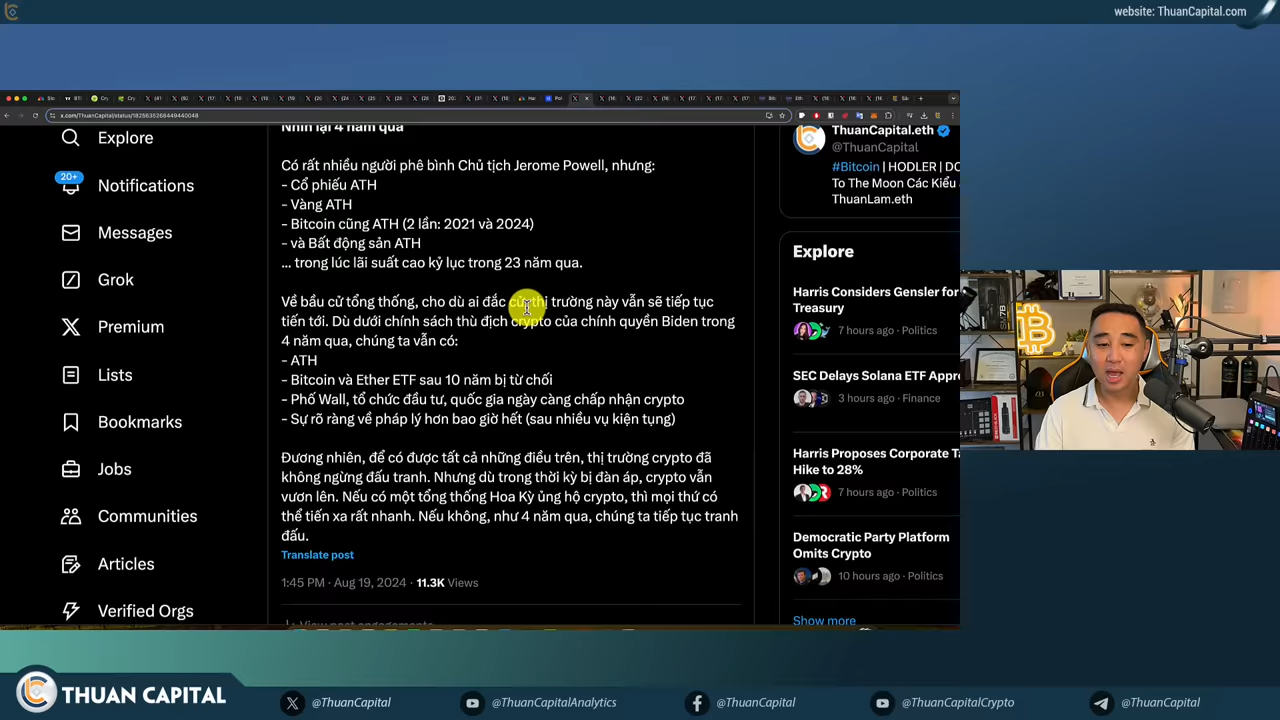 website: ThuanCapital.com
x.com/ThuanCapital/status/1825635268449440048
Explore
20+
Notifications
Messages
Grok
Premium
Lists
Bookmarks
Jobs
Communities
Articles
Verified Orgs
Nhìn lại 4 năm qua
Có rất nhiều người phê bình Chủ tịch Jerome Powell, nhưng:
- Cổ phiếu ATH
- Vàng ATH
- Bitcoin cũng ATH (2 lần: 2021 và 2024)
- và Bất động sản ATH
... trong lúc lãi suất cao kỷ lục trong 23 năm qua.
Về bầu cử tổng thống, cho dù ai đắc cử thị trường này vẫn sẽ tiếp tục
tiến tới. Dù dưới chính sách thù địch crypto của chính quyền Biden trong
4 năm qua, chúng ta vẫn có:
- ATH
- Bitcoin và Ether ETF sau 10 năm bị từ chối
- Phố Wall, tổ chức đầu tư, quốc gia ngày càng chấp nhận crypto
- Sự rõ ràng về pháp lý hơn bao giờ hết (sau nhiều vụ kiện tụng)
Đương nhiên, để có được tất cả những điều trên, thị trường crypto đã
không ngừng đấu tranh. Nhưng dù trong thời kỳ bị đàn áp, crypto vẫn
vươn lên. Nếu có một tổng thống Hoa Kỳ ủng hộ crypto, thì mọi thứ có
thể tiến xa rất nhanh. Nếu không, như 4 năm qua, chúng ta tiếp tục tranh
đấu.
Translate post
1:45 PM · Aug 19, 2024 · 11.3K Views
View post engagements
ThuanCapital.eth
@ThuanCapital
#Bitcoin | HODLER | DO
To The Moon Các Kiểu
ThuanLam.eth
Explore
Harris Considers Gensler for
Treasury
7 hours ago · Politics
SEC Delays Solana ETF Appr
3 hours ago · Finance
Harris Proposes Corporate Ta
Hike to 28%
7 hours ago · Politics
Democratic Party Platform
Omits Crypto
10 hours ago · Politics
Show more
SM7B
THUAN CAPITAL
@ThuanCapital
@ThuanCapitalAnalytics
@ThuanCapital
@ThuanCapitalCrypto
@ThuanCapital